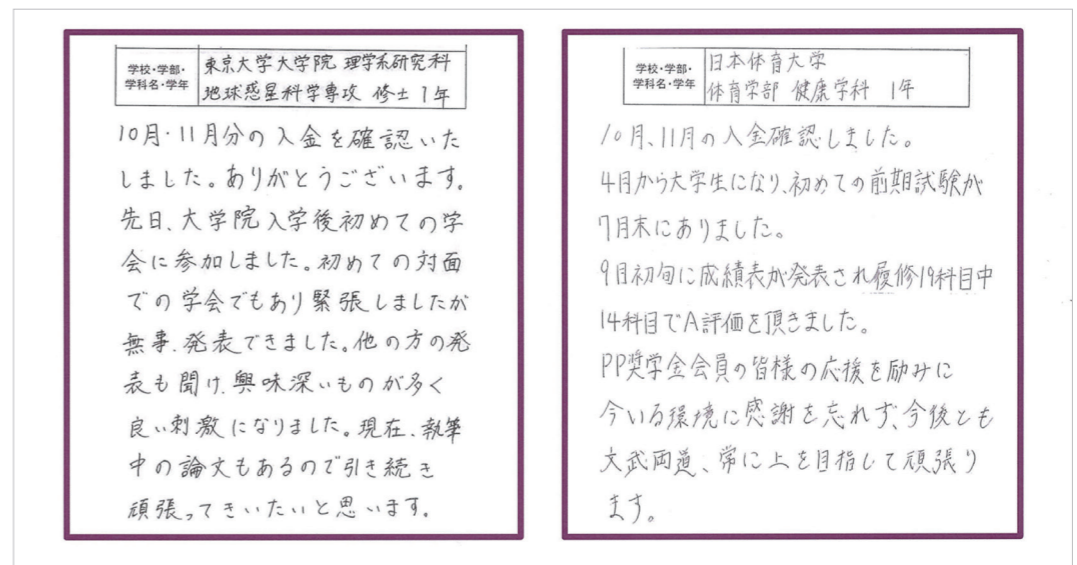 学校・学部・
学科名・学年
東京大学大学院 理学系研究科
地球惑星科学専攻 修士 1年
10月・11月分の入金を確認いた
しました。ありがとうございます。
先日、大学院入学後初めての学
会に参加しました。初めての対面
での学会でもあり緊張しましたが
無事、発表できました。他の方の発
表も聞け、興味深いものが多く
良い刺激になりました。現在、執筆
中の論文もあるので引き続き
頑張ってきいたいと思います。
学校・学部・
学科名・学年
日本体育大学
体育学部 健康学科 1年
10月、11月の入金確認しました。
4月から大学生になり、初めての前期試験が
7月末にありました。
9月初旬に成績表が発表され履修19科目中
14科目でA評価を頂きました。
PP奨学金会員の皆様の応援を励みに
今いる環境に感謝を忘れず、今後とも
文武両道、常に上を目指して頑張り
ます。